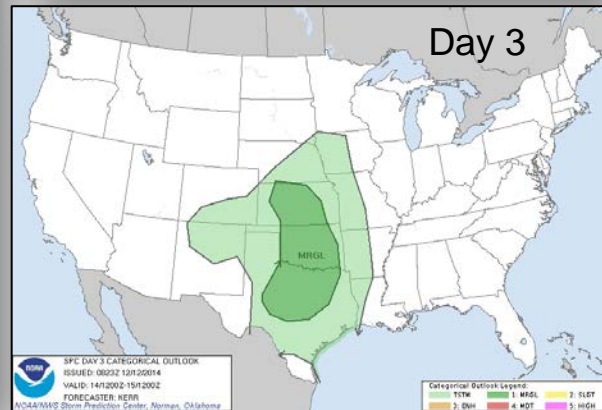 Day 3
MRGL
NOAA
SPC DAY 3 CATEGORICAL OUTLOOK
ISSUED: 0823Z 12/12/2014
VALID: 14/1200Z-15/1200Z
FORECASTER: KERR
NOAA/NWS Storm Prediction Center, Norman, Oklahoma
Categorical Outlook Legend:
TSTM 1: MRGL 2: SLGT
3: ENH 4: MDT 5: HIGH